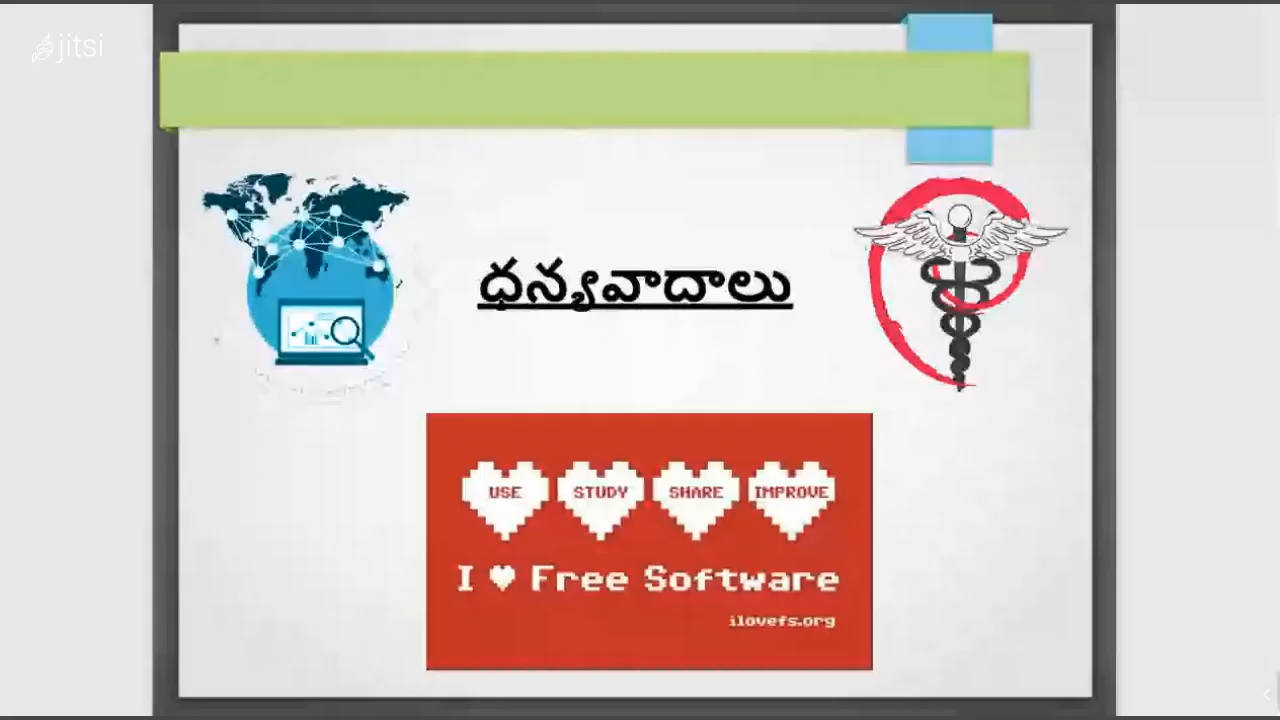 jitsi
ధన్యవాదాలు
USE STUDY SHARE IMPROVE
I ♥ Free Software
ilovefs.org